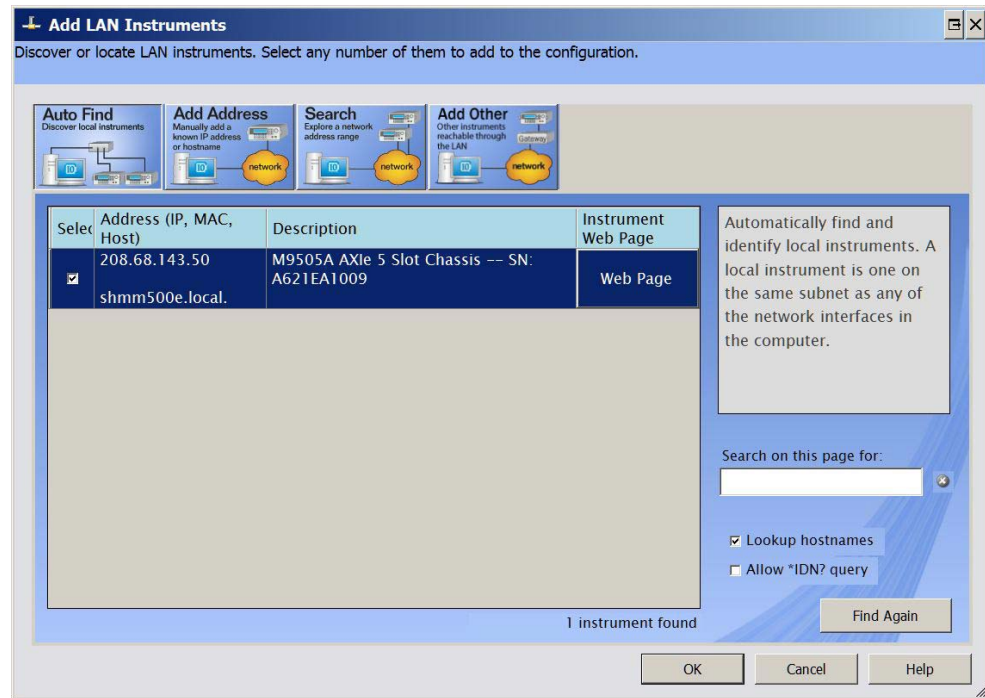 Add LAN Instruments
Discover or locate LAN instruments. Select any number of them to add to the configuration.
Auto Find
Discover local instruments
IO
Add Address
Manually add a
known IP address
or hostname
IO
network
Search
Explore a network
address range
IO
network
Add Other
Other instruments
reachable through
the LAN
Gateway
IO
network
Selec
Address (IP, MAC,
Host)
Description
Instrument
Web Page
208.68.143.50
shmm500e.local.
M9505A AXIe 5 Slot Chassis -- SN:
A621EA1009
Web Page
1 instrument found
Automatically find and
identify local instruments. A
local instrument is one on
the same subnet as any of
the network interfaces in
the computer.
Search on this page for:
Lookup hostnames
Allow *IDN? query
Find Again
OK
Cancel
Help